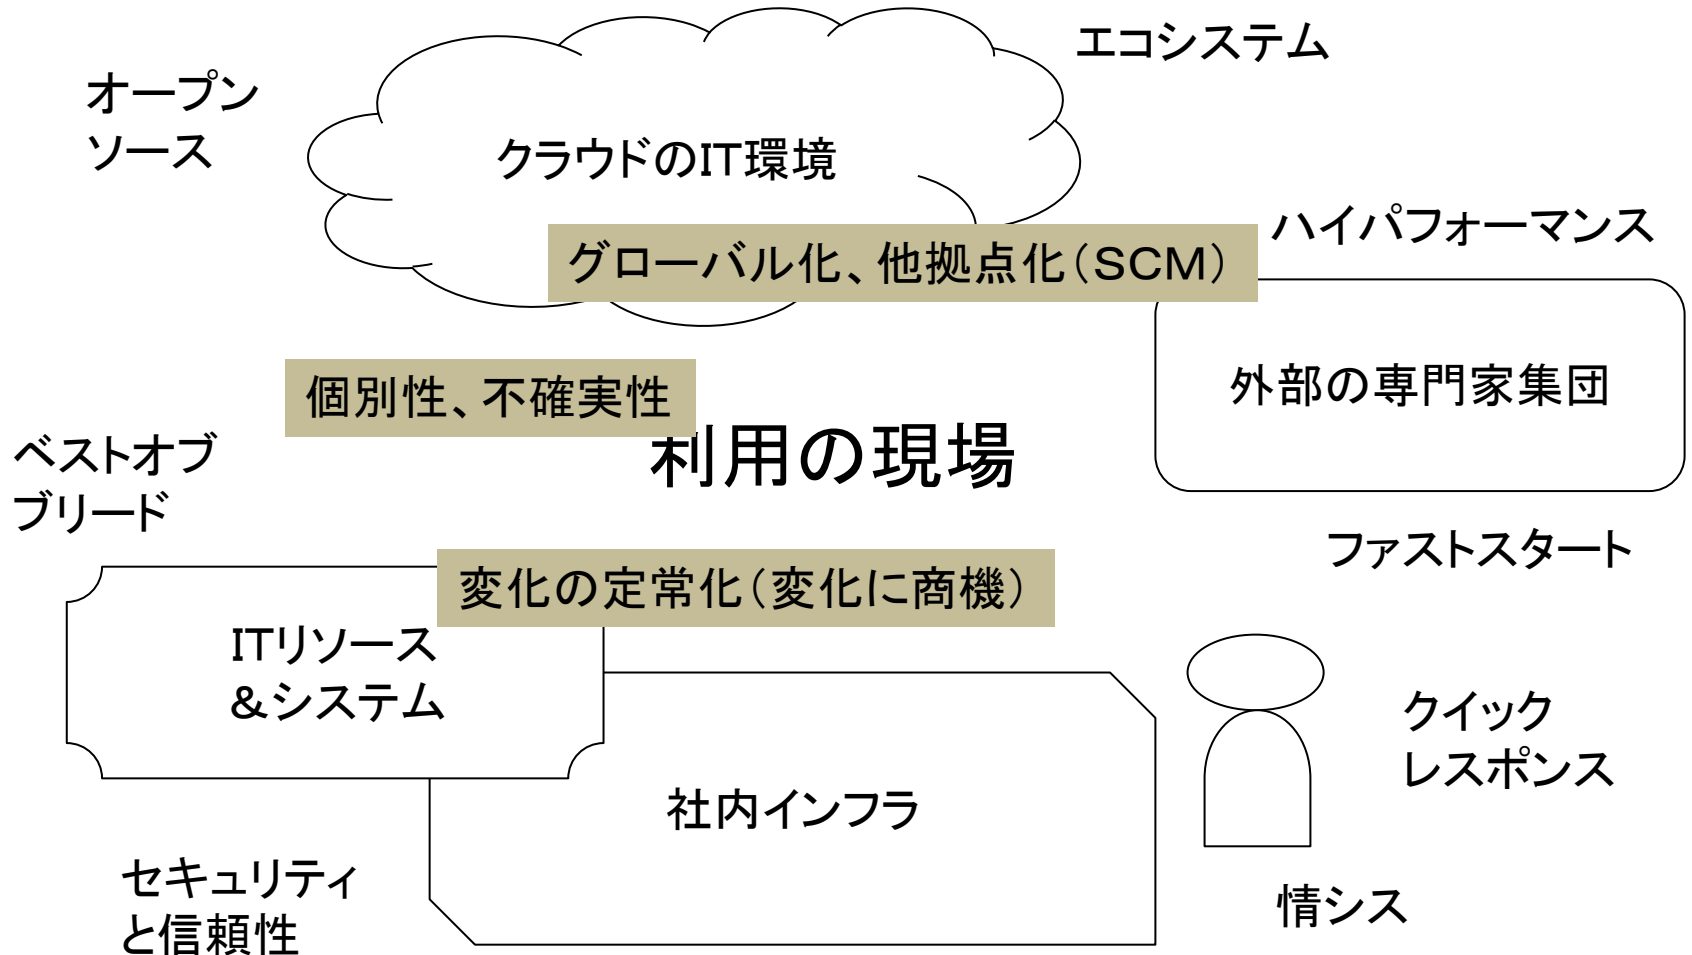 エコシステム
オープン
ソース
クラウドのIT環境
ハイパフォーマンス
グローバル化、他拠点化（SCM）
外部の専門家集団
個別性、不確実性
利用の現場
ベストオブ
ブリード
ファストスタート
変化の定常化（変化に商機）
ITリソース
＆システム
クイック
レスポンス
社内インフラ
セキュリティ
と信頼性
情シス